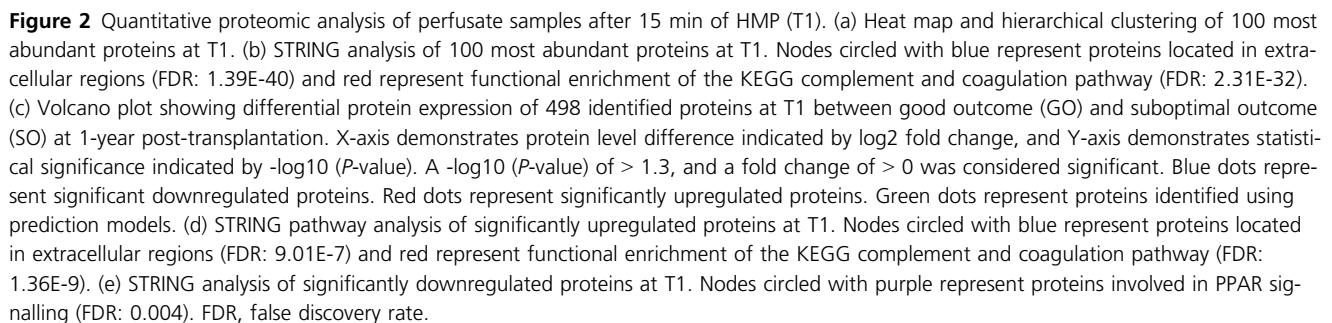 Figure 2 Quantitative proteomic analysis of perfusate samples after 15 min of HMP (T1). (a) Heat map and hierarchical clustering of 100 most
abundant proteins at T1. (b) STRING analysis of 100 most abundant proteins at T1. Nodes circled with blue represent proteins located in extra-
cellular regions (FDR: 1.39E-40) and red represent functional enrichment of the KEGG complement and coagulation pathway (FDR: 2.31E-32).
(c) Volcano plot showing differential protein expression of 498 identified proteins at T1 between good outcome (GO) and suboptimal outcome
(SO) at 1-year post-transplantation. X-axis demonstrates protein level difference indicated by log2 fold change, and Y-axis demonstrates statisti-
cal significance indicated by -log10 (P-value). A -log10 (P-value) of > 1.3, and a fold change of > 0 was considered significant. Blue dots repre-
sent significant downregulated proteins. Red dots represent significantly upregulated proteins. Green dots represent proteins identified using
prediction models. (d) STRING pathway analysis of significantly upregulated proteins at T1. Nodes circled with blue represent proteins located
in extracellular regions (FDR: 9.01E-7) and red represent functional enrichment of the KEGG complement and coagulation pathway (FDR:
1.36E-9). (e) STRING analysis of significantly downregulated proteins at T1. Nodes circled with purple represent proteins involved in PPAR sig-
nalling (FDR: 0.004). FDR, false discovery rate.